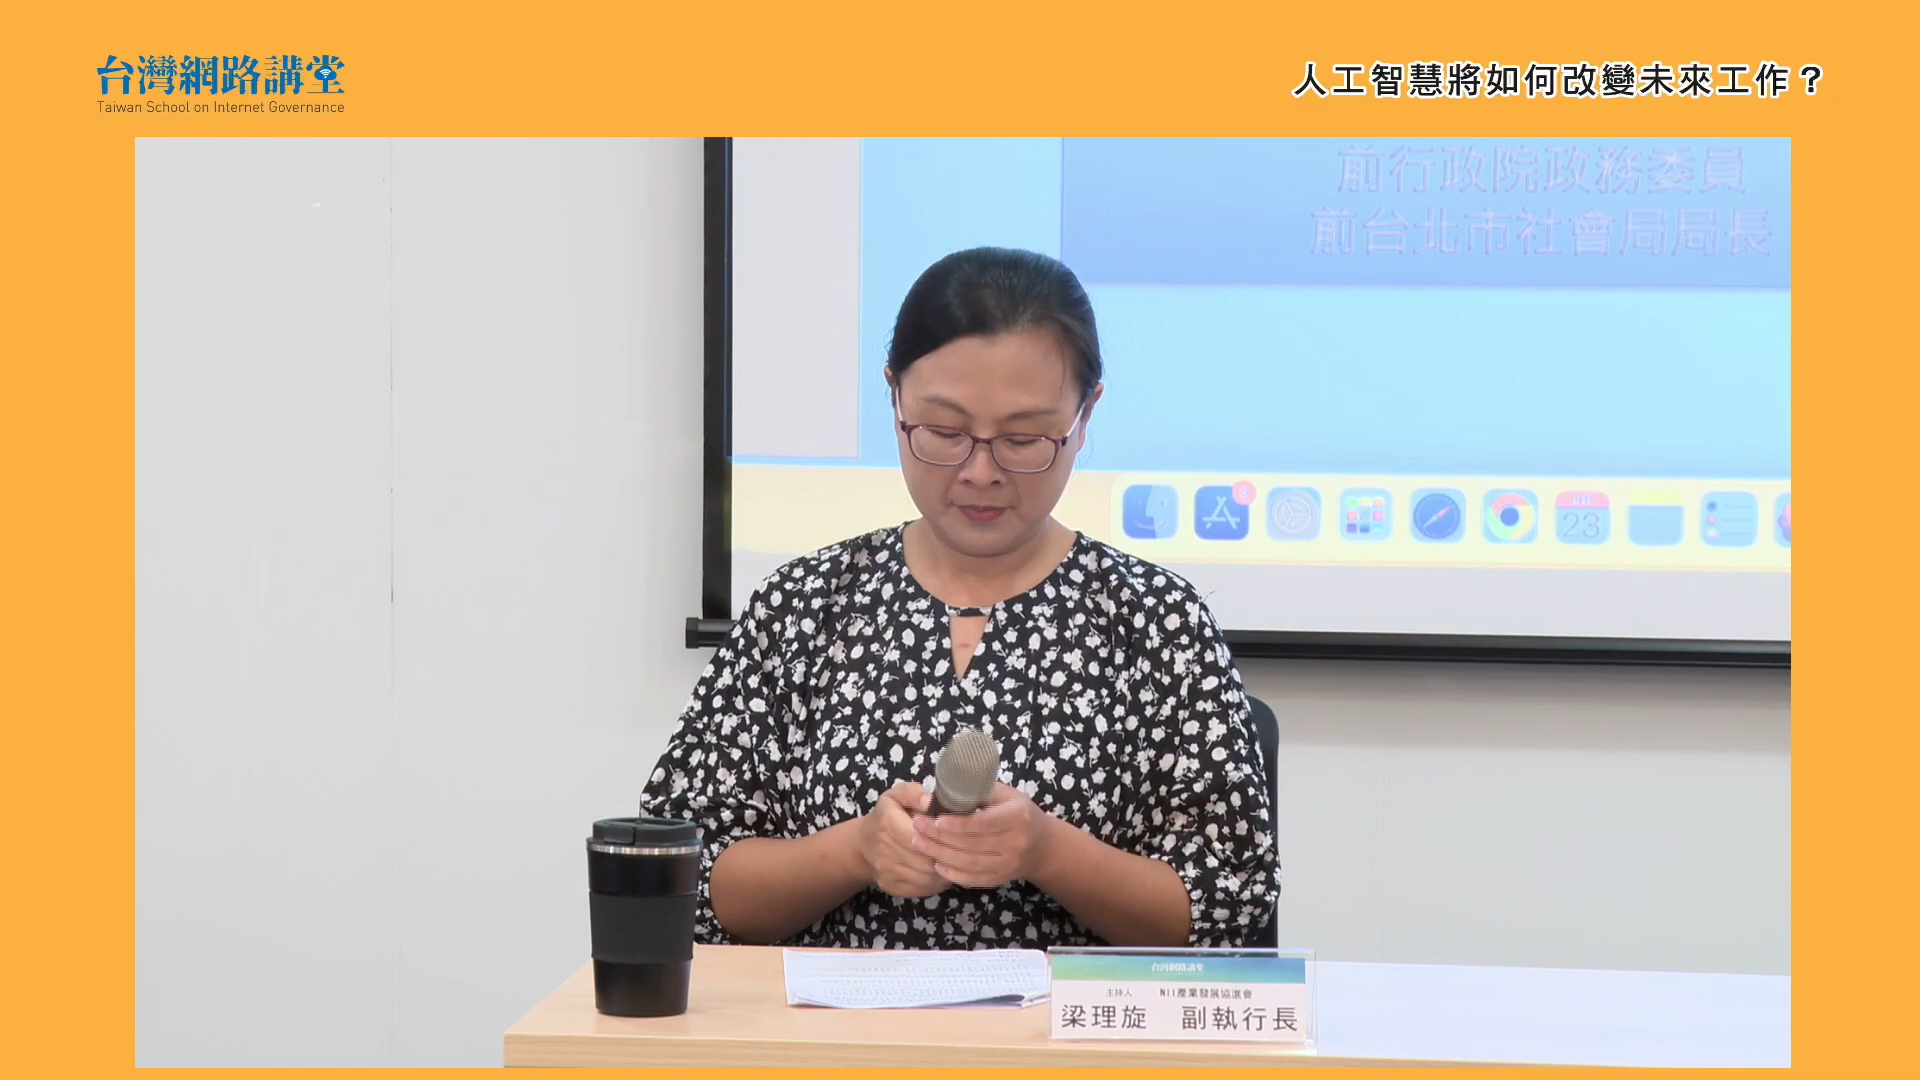 台灣網路講堂
Taiwan School on Internet Governance
人工智慧將如何改變未來工作？
前行政院政務委員
前台北市社會局局長
3
23
台灣網路講堂
主持人 NII產業發展協進會
梁理旋 副執行長